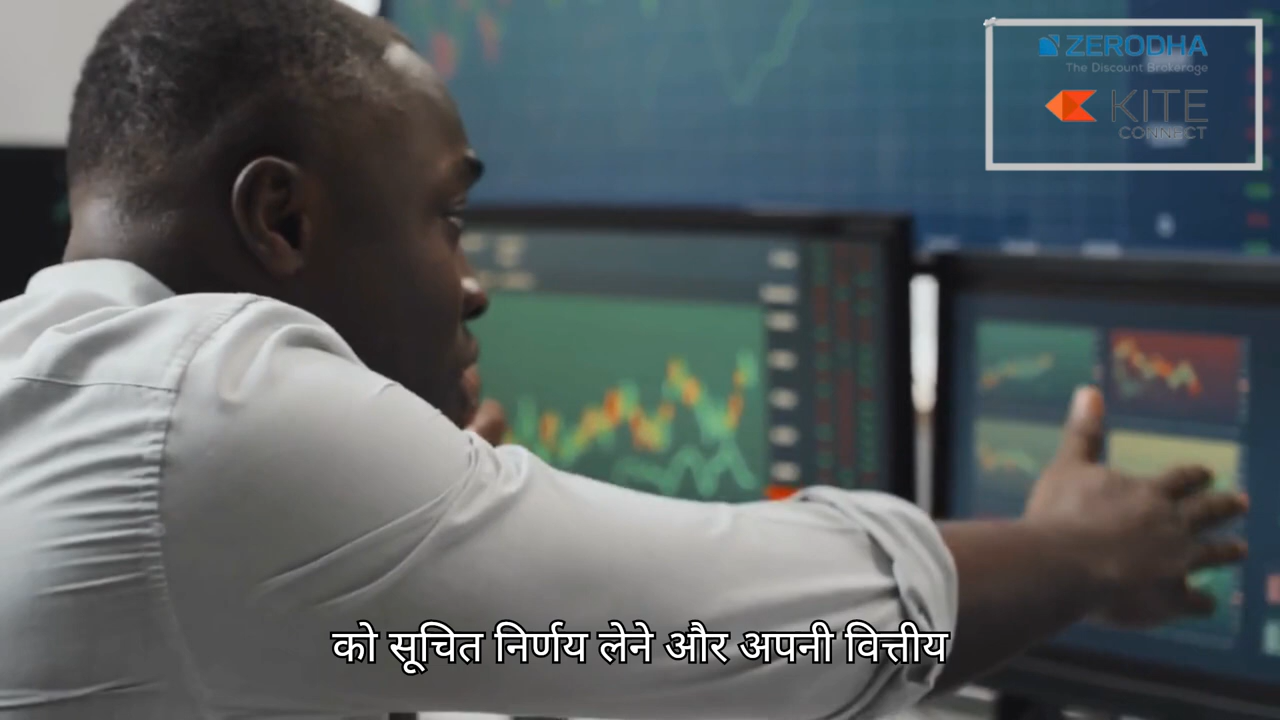 ZERODHA
The Discount Brokerage
KITE
CONNECT
को सूचित निर्णय लेने और अपनी वित्तीय